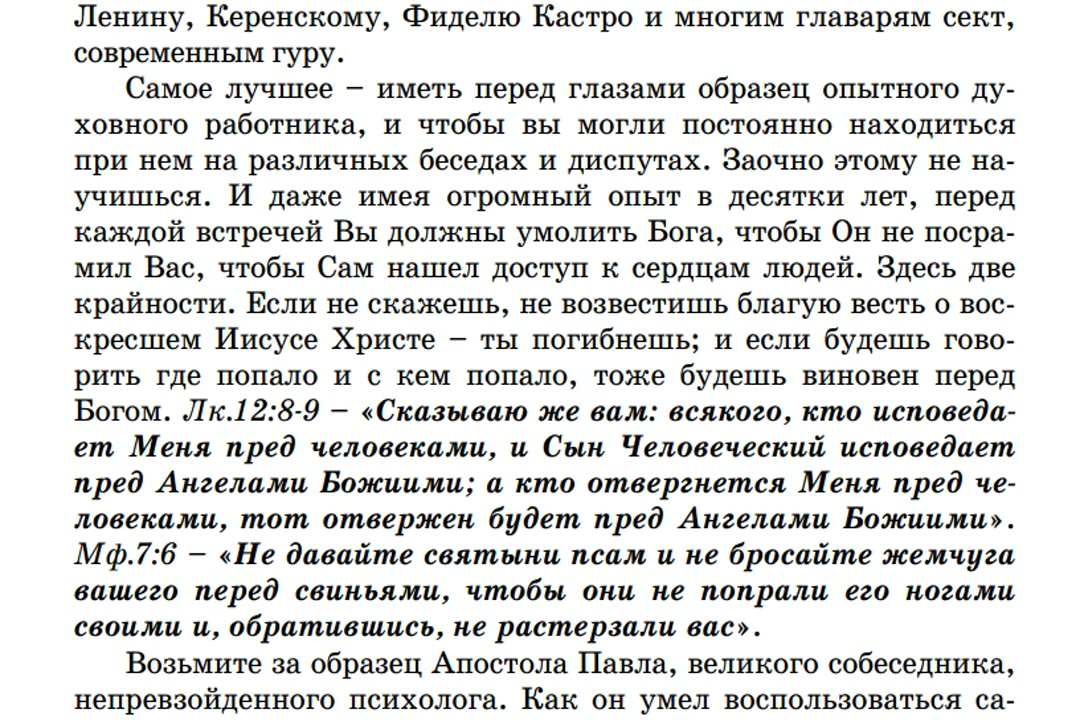 Ленину, Керенскому, Фиделю Кастро и многим главарям сект,
современным гуру.
Самое лучшее – иметь перед глазами образец опытного ду-
ховного работника, и чтобы вы могли постоянно находиться
при нем на различных беседах и диспутах. Заочно этому не на-
учишься. И даже имея огромный опыт в десятки лет, перед
каждой встречей Вы должны умолить Бога, чтобы Он не посра-
мил Вас, чтобы Сам нашел доступ к сердцам людей. Здесь две
крайности. Если не скажешь, не возвестишь благую весть о вос-
кресшем Иисусе Христе – ты погибнешь; и если будешь гово-
рить где попало и с кем попало, тоже будешь виновен перед
Богом. Лк.12:8-9 – «Сказываю же вам: всякого, кто исповеда-
ет Меня пред человеками, и Сын Человеческий исповедает
пред Ангелами Божиими; а кто отвергнется Меня пред че-
ловеками, тот отвержен будет пред Ангелами Божиими».
Мф.7:6 – «Не давайте святыни псам и не бросайте жемчуга
вашего перед свиньями, чтобы они не попрали его ногами
своими и, обратившись, не растерзали вас».
Возьмите за образец Апостола Павла, великого собеседника,
непревзойденного психолога. Как он умел воспользоваться са-